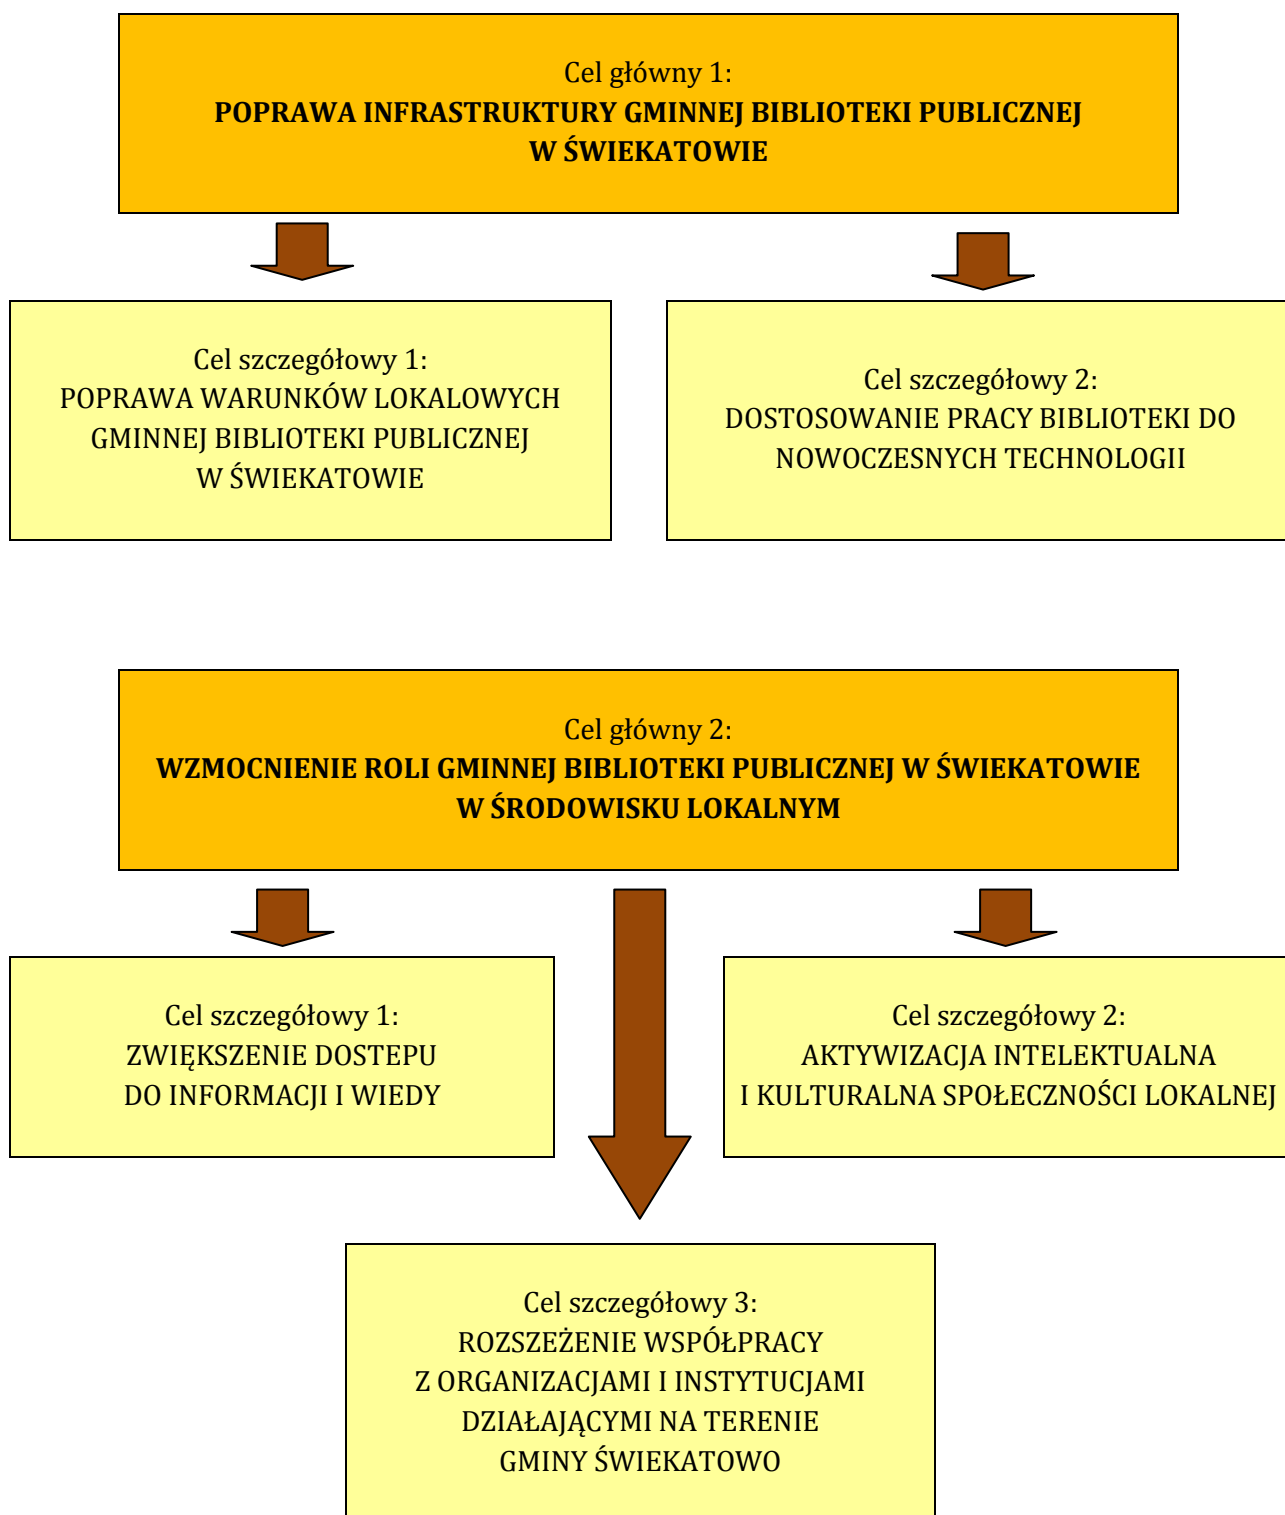 Cel główny 1:
POPRAWA INFRASTRUKTURY GMINNEJ BIBLIOTEKI PUBLICZNEJ
W ŚWIEKATOWIE
Cel szczegółowy 1:
POPRAWA WARUNKÓW LOKALOWYCH
GMINNEJ BIBLIOTEKI PUBLICZNEJ
W ŚWIEKATOWIE
Cel szczegółowy 2:
DOSTOSOWANIE PRACY BIBLIOTEKI DO
NOWOCZESNYCH TECHNOLOGII
Cel główny 2:
WZMOCNIENIE ROLI GMINNEJ BIBLIOTEKI PUBLICZNEJ W ŚWIEKATOWIE
W ŚRODOWISKU LOKALNYM
Cel szczegółowy 1:
ZWIĘKSZENIE DOSTEPU
DO INFORMACJI I WIEDY
Cel szczegółowy 2:
AKTYWIZACJA INTELEKTUALNA
I KULTURALNA SPOŁECZNOŚCI LOKALNEJ
Cel szczegółowy 3:
ROZSZEŻENIE WSPÓŁPRACY
Z ORGANIZACJAMI I INSTYTUCJAMI
DZIAŁAJĄCYMI NA TERENIE
GMINY ŚWIEKATOWO